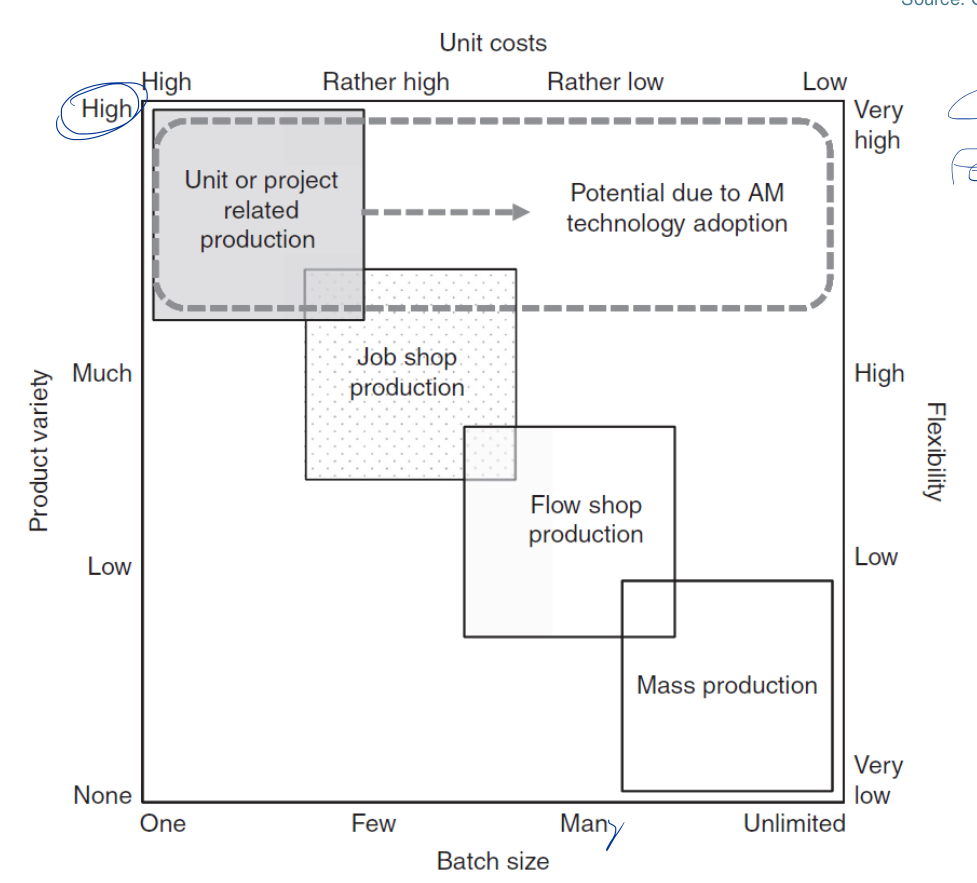 Source:
Unit costs
High
Rather high
Rather low
Low
High
Very
high
Unit or project
related
production
Potential due to AM
technology adoption
Job shop
production
Much
High
Product variety
Flexibility
Flow shop
production
Low
Low
Mass production
None
Very
low
One
Few
Many
Unlimited
Batch size